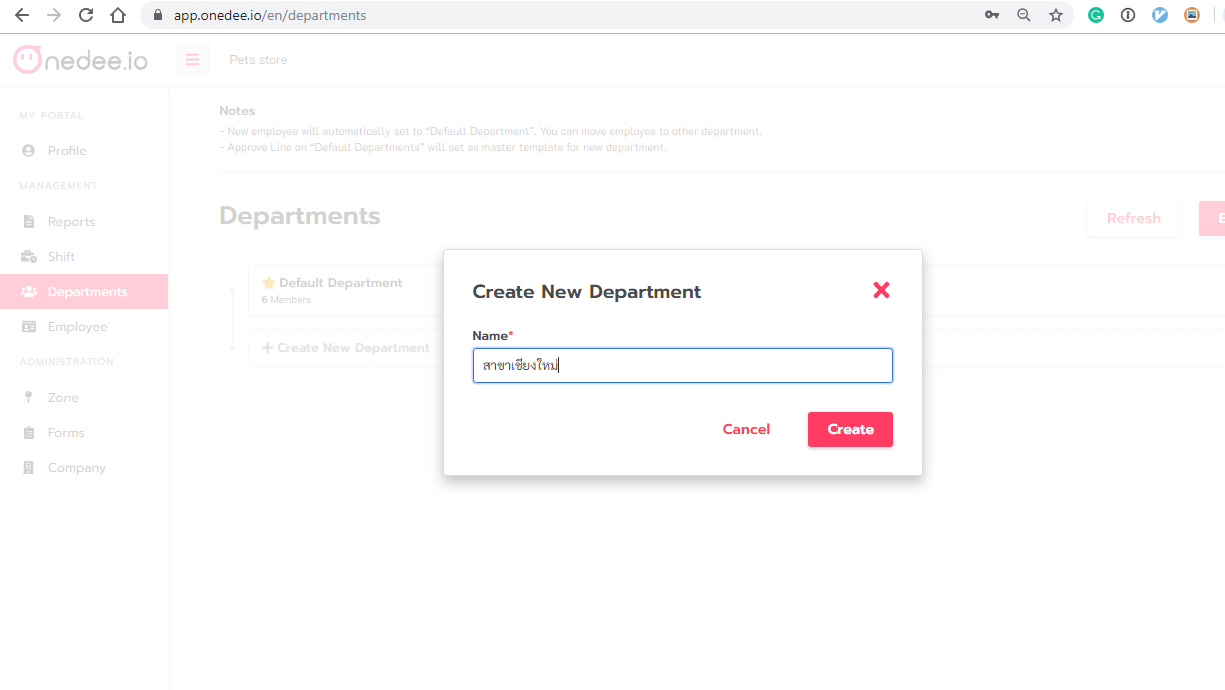 app.onedee.io/en/departments
nedee.io
Pets store
MY PORTAL
Profile
MANAGEMENT
Reports
Shift
Departments
Employee
ADMINISTRATION
Zone
Forms
Company
Notes
- New employee will automatically set to “Default Department”. You can move employee to other department.
- Approve Line on “Default Departments” will set as master template for new department.
Departments
Refresh
Default Department
6 Members
Create New Department
Create New Department
Name*
สาขาเชียงใหม่
Cancel
Create